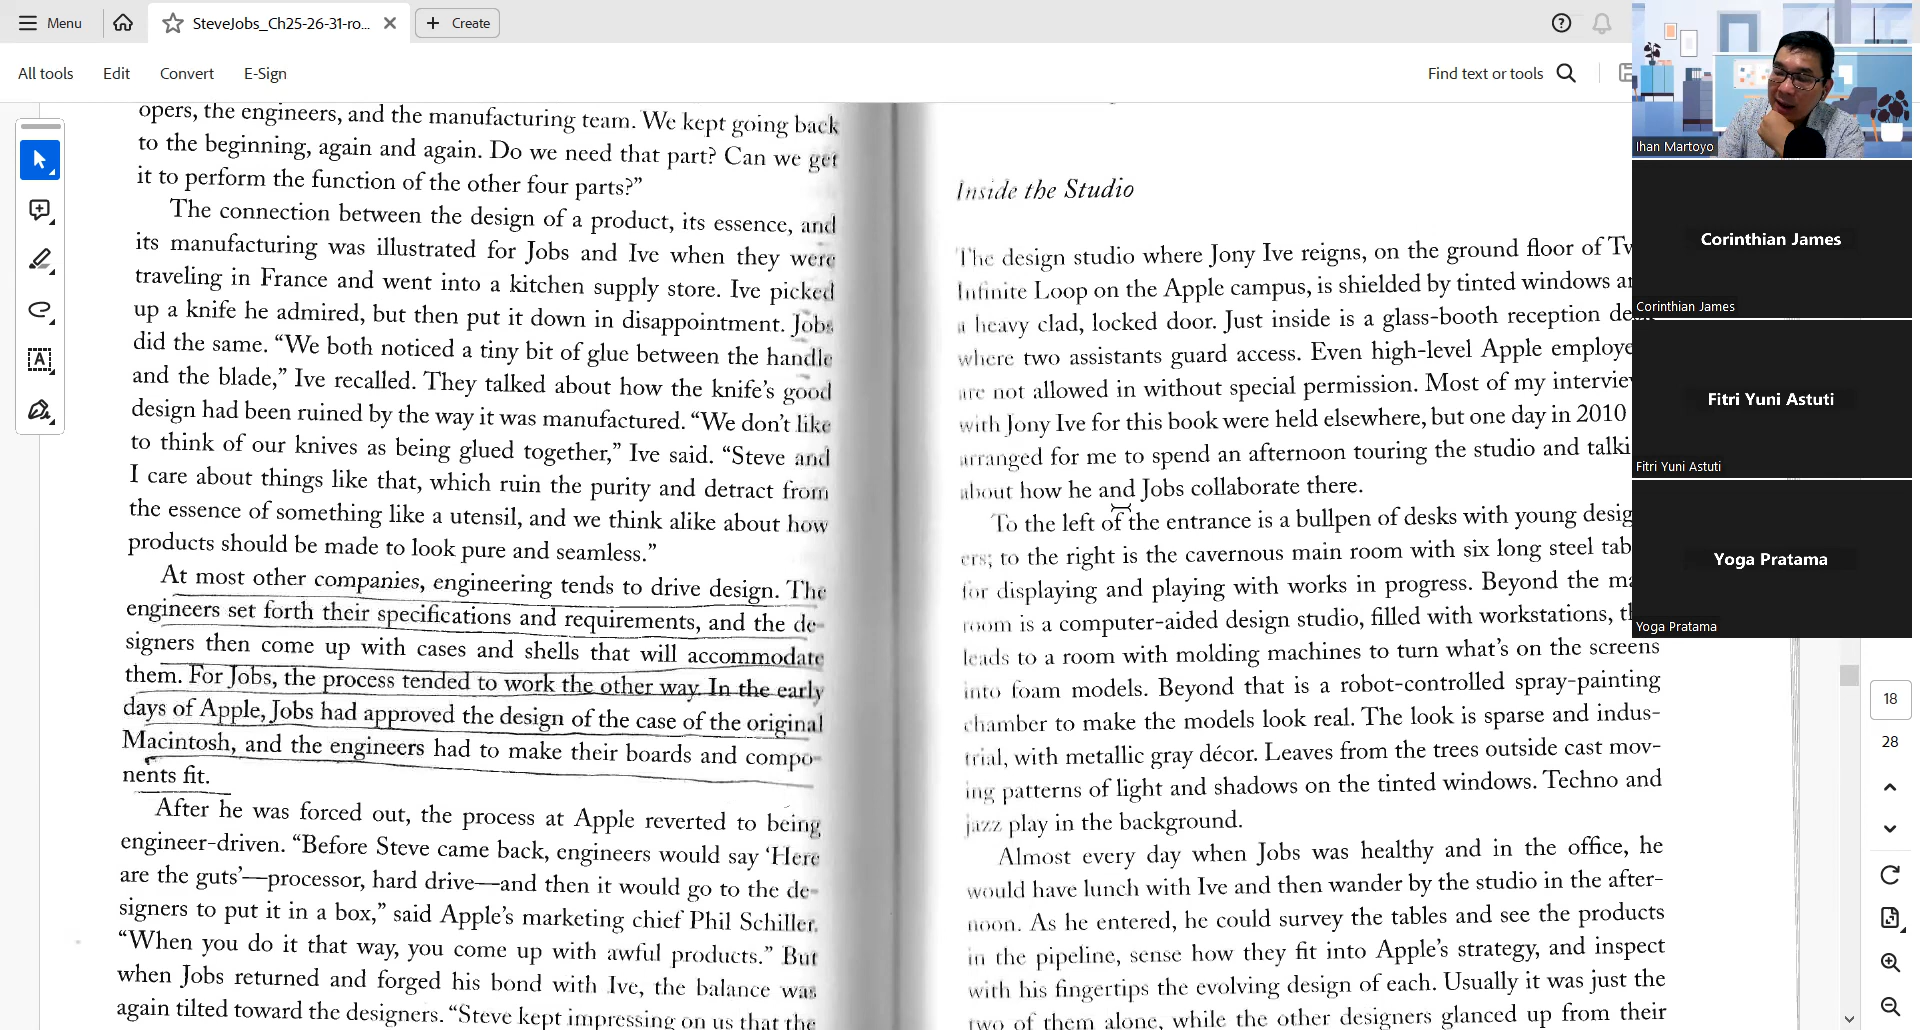 Menu
SteveJobs_Ch25-26-31-ro...
Create
All tools
Edit
Convert
E-Sign
Find text or tools
opers, the engineers, and the manufacturing team. We kept going back
to the beginning, again and again. Do we need that part? Can we get
it to perform the function of the other four parts?”
The connection between the design of a product, its essence, and
its manufacturing was illustrated for Jobs and Ive when they were
traveling in France and went into a kitchen supply store. Ive picked
up a knife he admired, but then put it down in disappointment. Jobs
did the same. “We both noticed a tiny bit of glue between the handle
and the blade,” Ive recalled. They talked about how the knife’s good
design had been ruined by the way it was manufactured. “We don’t like
to think of our knives as being glued together,” Ive said. “Steve and
I care about things like that, which ruin the purity and detract from
the essence of something like a utensil, and we think alike about how
products should be made to look pure and seamless.”
At most other companies, engineering tends to drive design. The
engineers set forth their specifications and requirements, and the de-
signers then come up with cases and shells that will accommodate
them. For Jobs, the process tended to work the other way. In the early
days of Apple, Jobs had approved the design of the case of the original
Macintosh, and the engineers had to make their boards and compo-
nents fit.
After he was forced out, the process at Apple reverted to being
engineer-driven. “Before Steve came back, engineers would say ‘Here
are the guts’—processor, hard drive—and then it would go to the de-
signers to put it in a box,” said Apple’s marketing chief Phil Schiller.
“When you do it that way, you come up with awful products.” But
when Jobs returned and forged his bond with Ive, the balance was
again tilted toward the designers. “Steve kept impressing on us that the
Inside the Studio
The design studio where Jony Ive reigns, on the ground floor of
Infinite Loop on the Apple campus, is shielded by tinted windows
a heavy clad, locked door. Just inside is a glass-booth reception
where two assistants guard access. Even high-level Apple
are not allowed in without special permission. Most of my
with Jony Ive for this book were held elsewhere, but one day in 2010
arranged for me to spend an afternoon touring the studio and
about how he and Jobs collaborate there.
To the left of the entrance is a bullpen of desks with young
ers; to the right is the cavernous main room with six long steel
for displaying and playing with works in progress. Beyond the
room is a computer-aided design studio, filled with workstations,
leads to a room with molding machines to turn what’s on the screens
into foam models. Beyond that is a robot-controlled spray-painting
chamber to make the models look real. The look is sparse and indus-
trial, with metallic gray décor. Leaves from the trees outside cast mov-
ing patterns of light and shadows on the tinted windows. Techno and
jazz play in the background.
Almost every day when Jobs was healthy and in the office, he
would have lunch with Ive and then wander by the studio in the after-
noon. As he entered, he could survey the tables and see the products
in the pipeline, sense how they fit into Apple’s strategy, and inspect
with his fingertips the evolving design of each. Usually it was just the
two of them alone, while the other designers glanced up from their
Ihan Martoyo
Corinthian James
Corinthian James
Fitri Yuni Astuti
Fitri Yuni Astuti
Yoga Pratama
Yoga Pratama
18
28